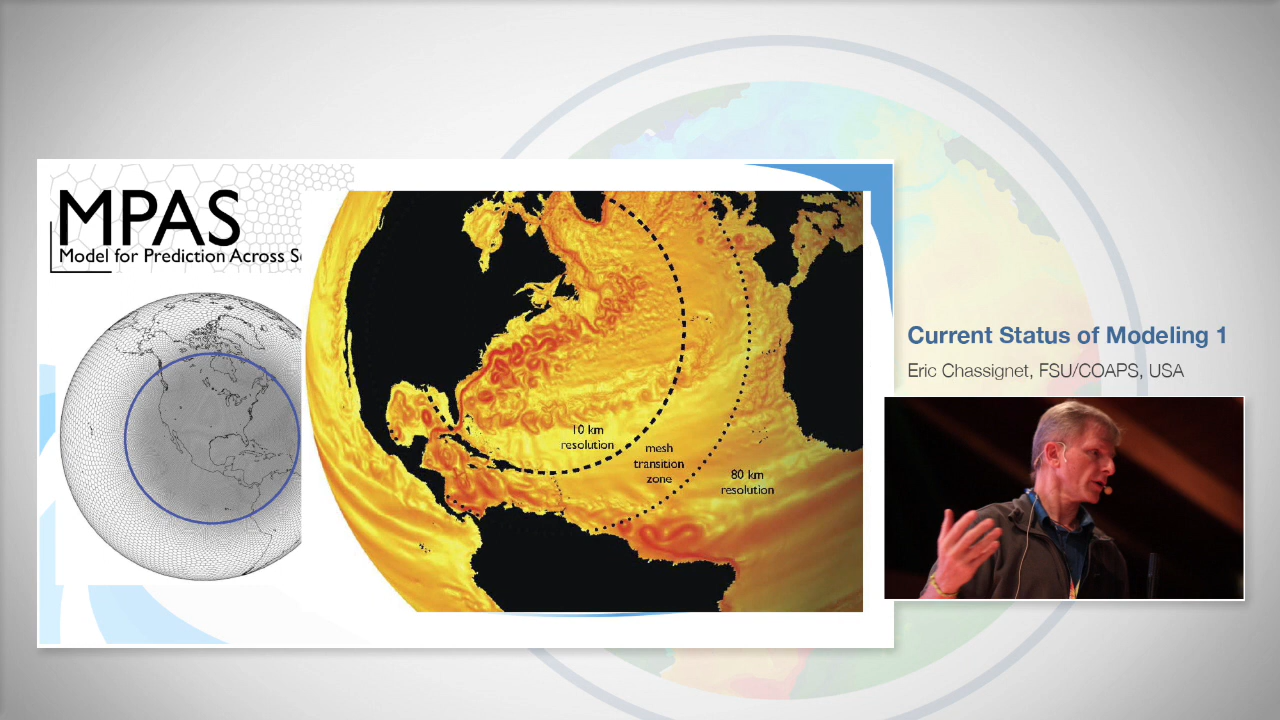 MPAS
Model for Prediction Across S
10 km
resolution
mesh
transition
zone
80 km
resolution
Current Status of Modeling 1
Eric Chassignet, FSU/COAPS, USA